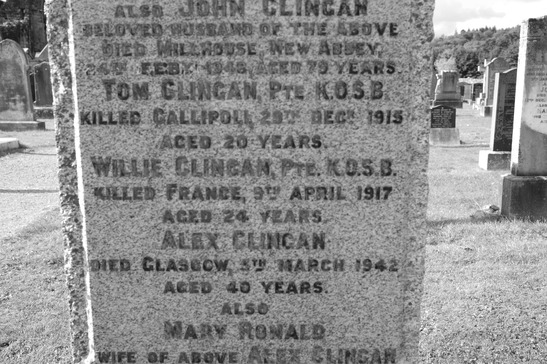 ALSO JOHN CLINGAN
BELOVED HUSBAND OF THE ABOVE
DIED MILLHOUSE, NEW ABBEY,
FEBY 1945, AGED 79 YEARS.
TOM CLINGAN, PTE K.O.S.B.
KILLED GALLIPOLI, 29TH DECR 1915
AGED 20 YEARS.
WILLIE CLINGAN, PTE K.O.S.B.
KILLED FRANCE, 9TH APRIL 1917
AGED 24 YEARS.
ALEX. CLINGAN
DIED GLASGOW, 5TH MARCH 1942
AGED 40 YEARS.
ALSO
MARY RONALD
WIFE OF ABOVE ALEX CLINGAN